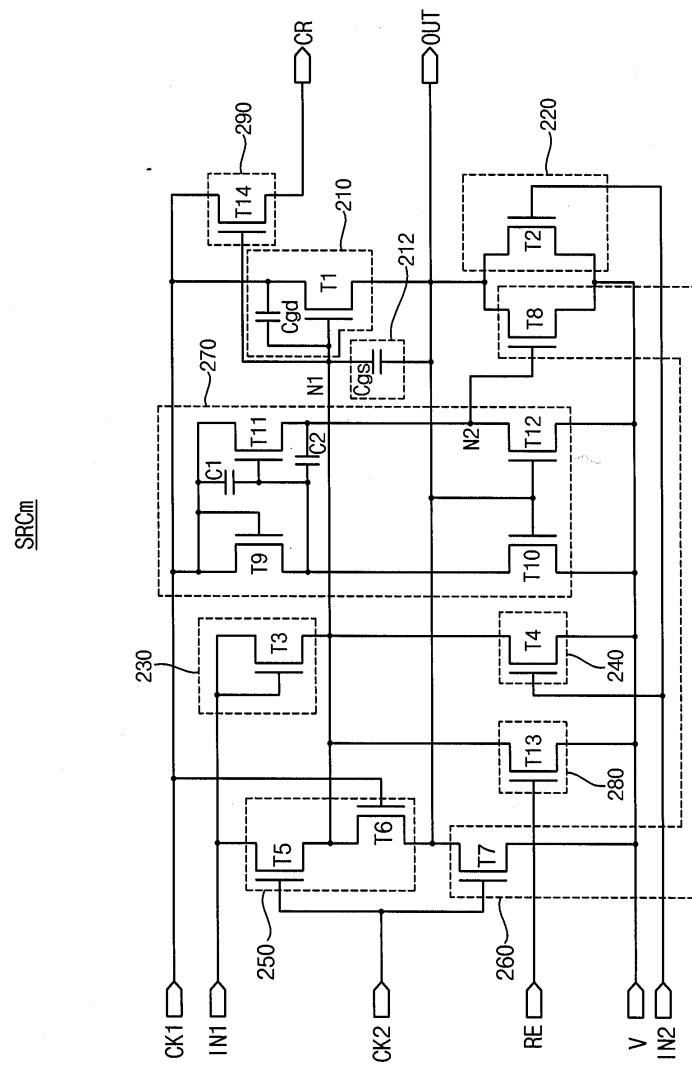 SRCm
CK1
IN1
CK2
RE
V
IN2
CR
OUT
230
270
290
210
212
220
250
260
280
240
T14
T1
Cgd
Cgs
N1
T11
C1
C2
T9
T3
T5
T6
T7
T13
T4
T10
T12
N2
T8
T2